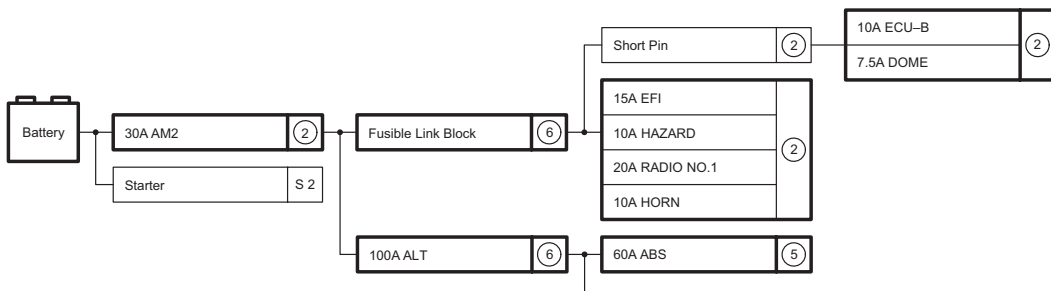 Short Pin 2
10A ECU–B
7.5A DOME
2
Battery
30A AM2 2
Fusible Link Block 6
15A EFI
10A HAZARD
20A RADIO NO.1
10A HORN
2
Starter S 2
100A ALT 6
60A ABS 5